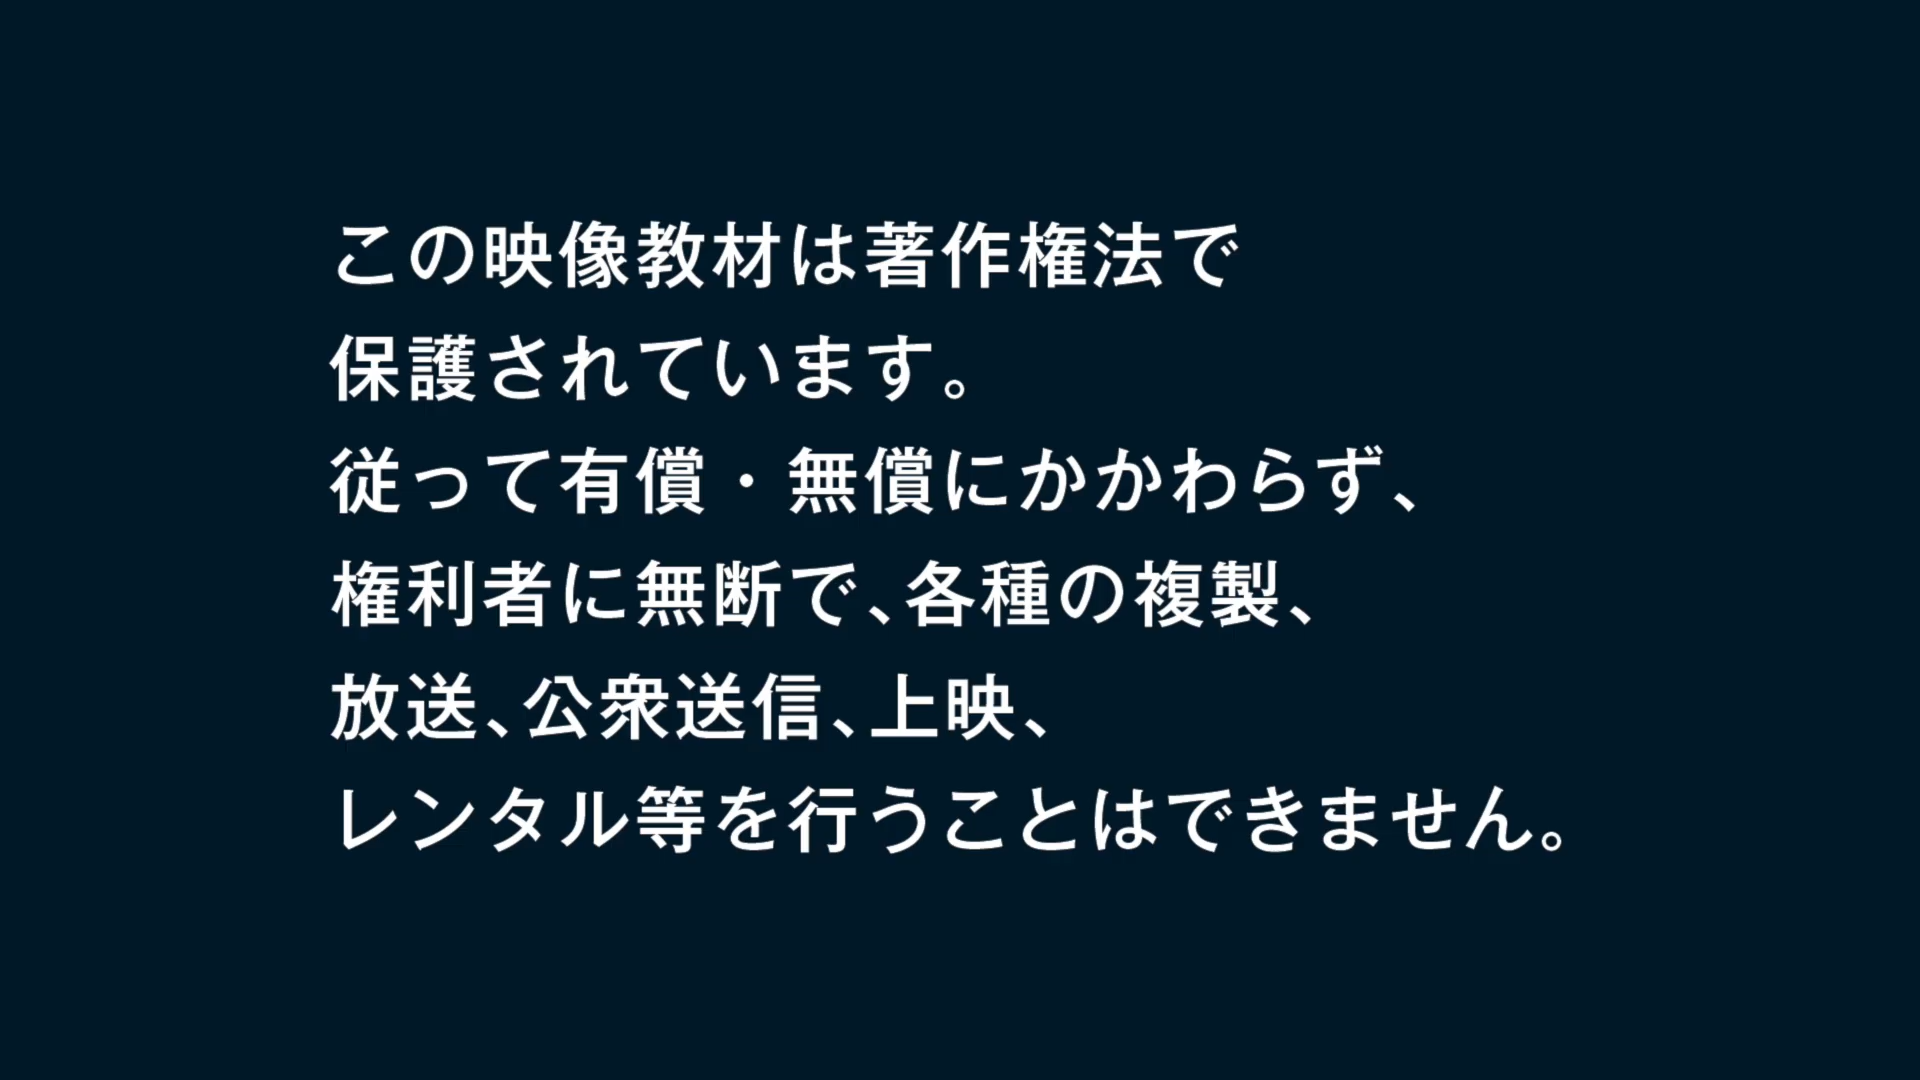 この映像教材は著作権法で
保護されています。
従って有償・無償にかかわらず、
権利者に無断で、各種の複製、
放送、公衆送信、上映、
レンタル等を行うことはできません。